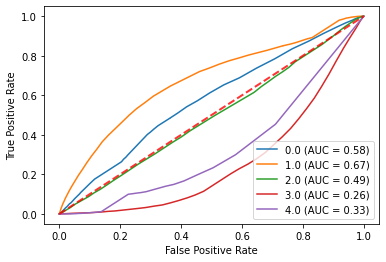 1.0
0.8
0.6
0.4
0.2
0.0
True Positive Rate
0.0 (AUC = 0.58)
1.0 (AUC = 0.67)
2.0 (AUC = 0.49)
3.0 (AUC = 0.26)
4.0 (AUC = 0.33)
0.0 0.2 0.4 0.6 0.8 1.0
False Positive Rate